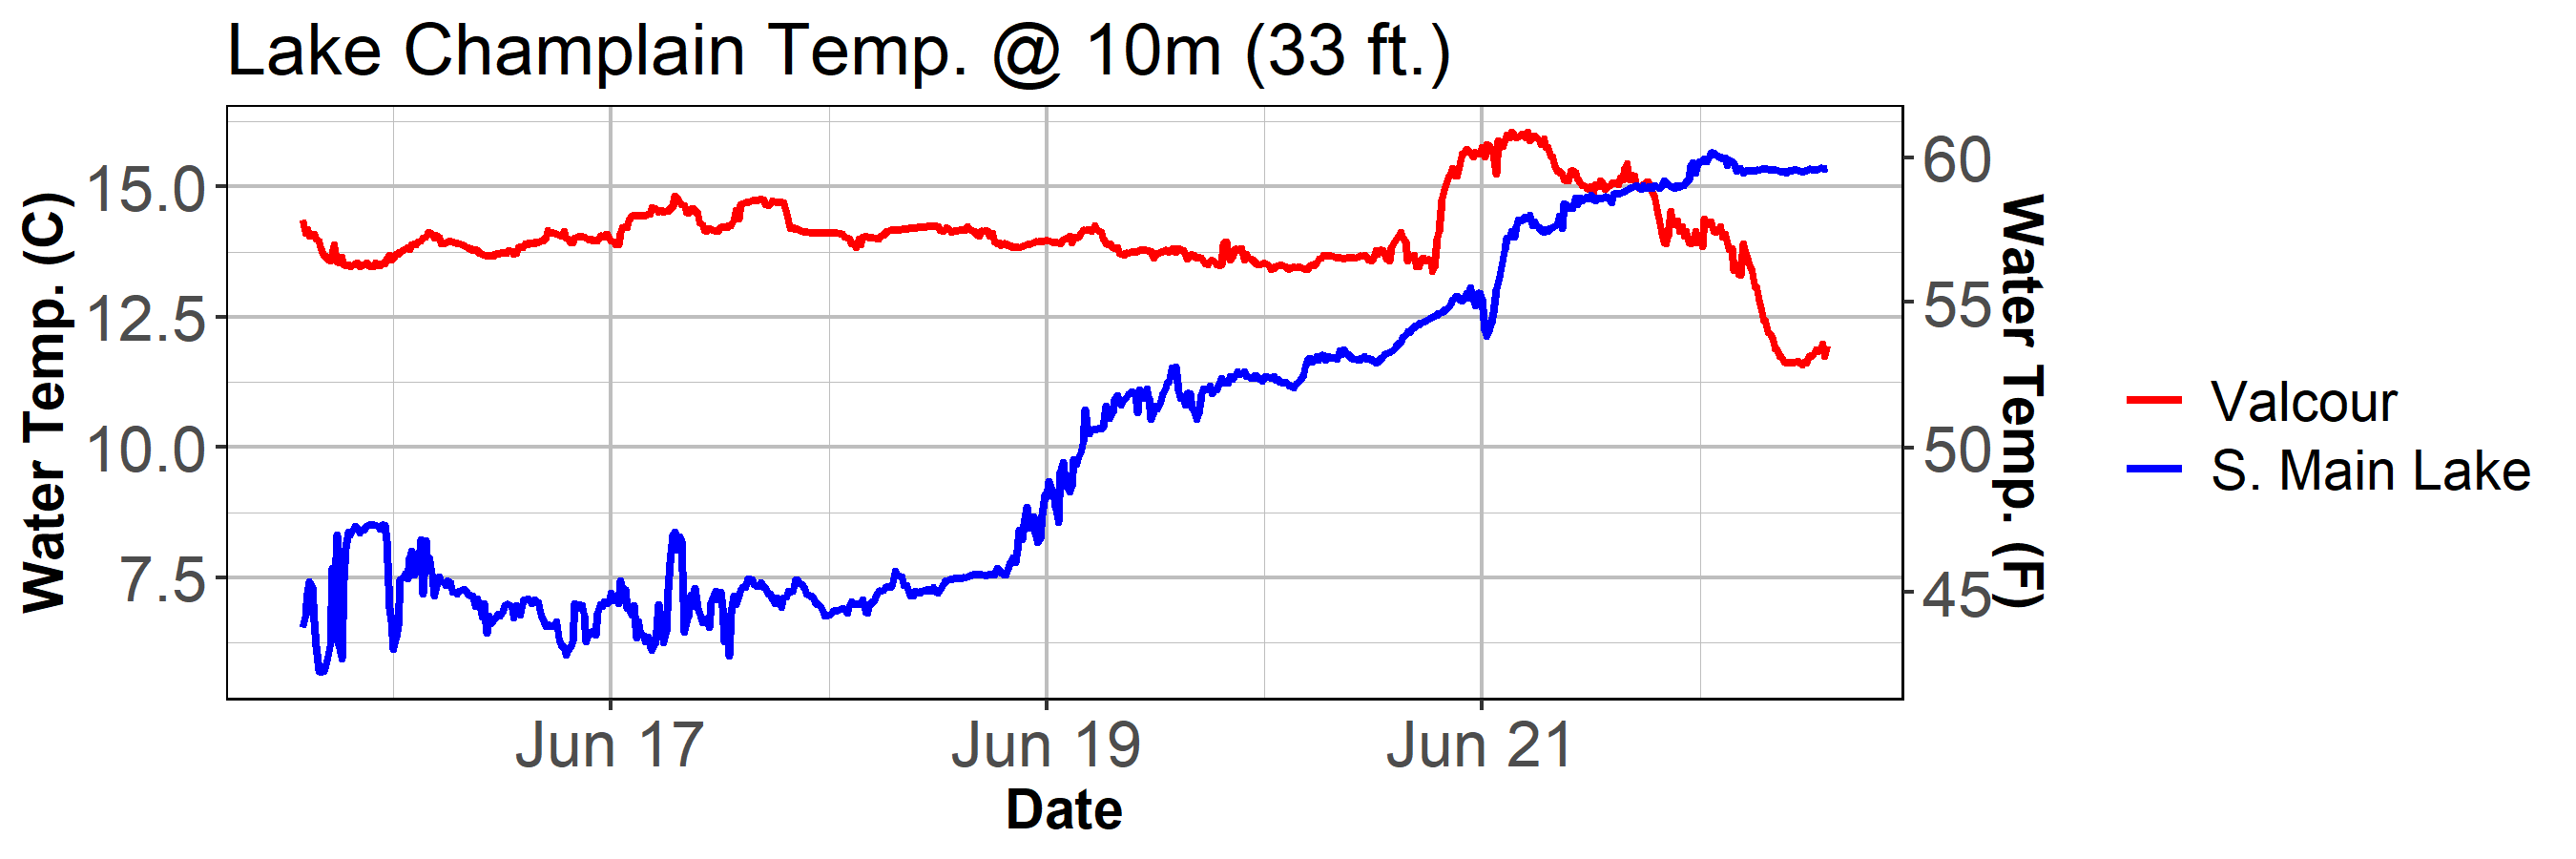 Lake Champlain Temp. @ 10m (33 ft.)
Water Temp. (C)
15.0
12.5
10.0
7.5
60
55
50
45
Water Temp. (F)
Jun 17
Jun 19
Jun 21
Date
Valcour
S. Main Lake